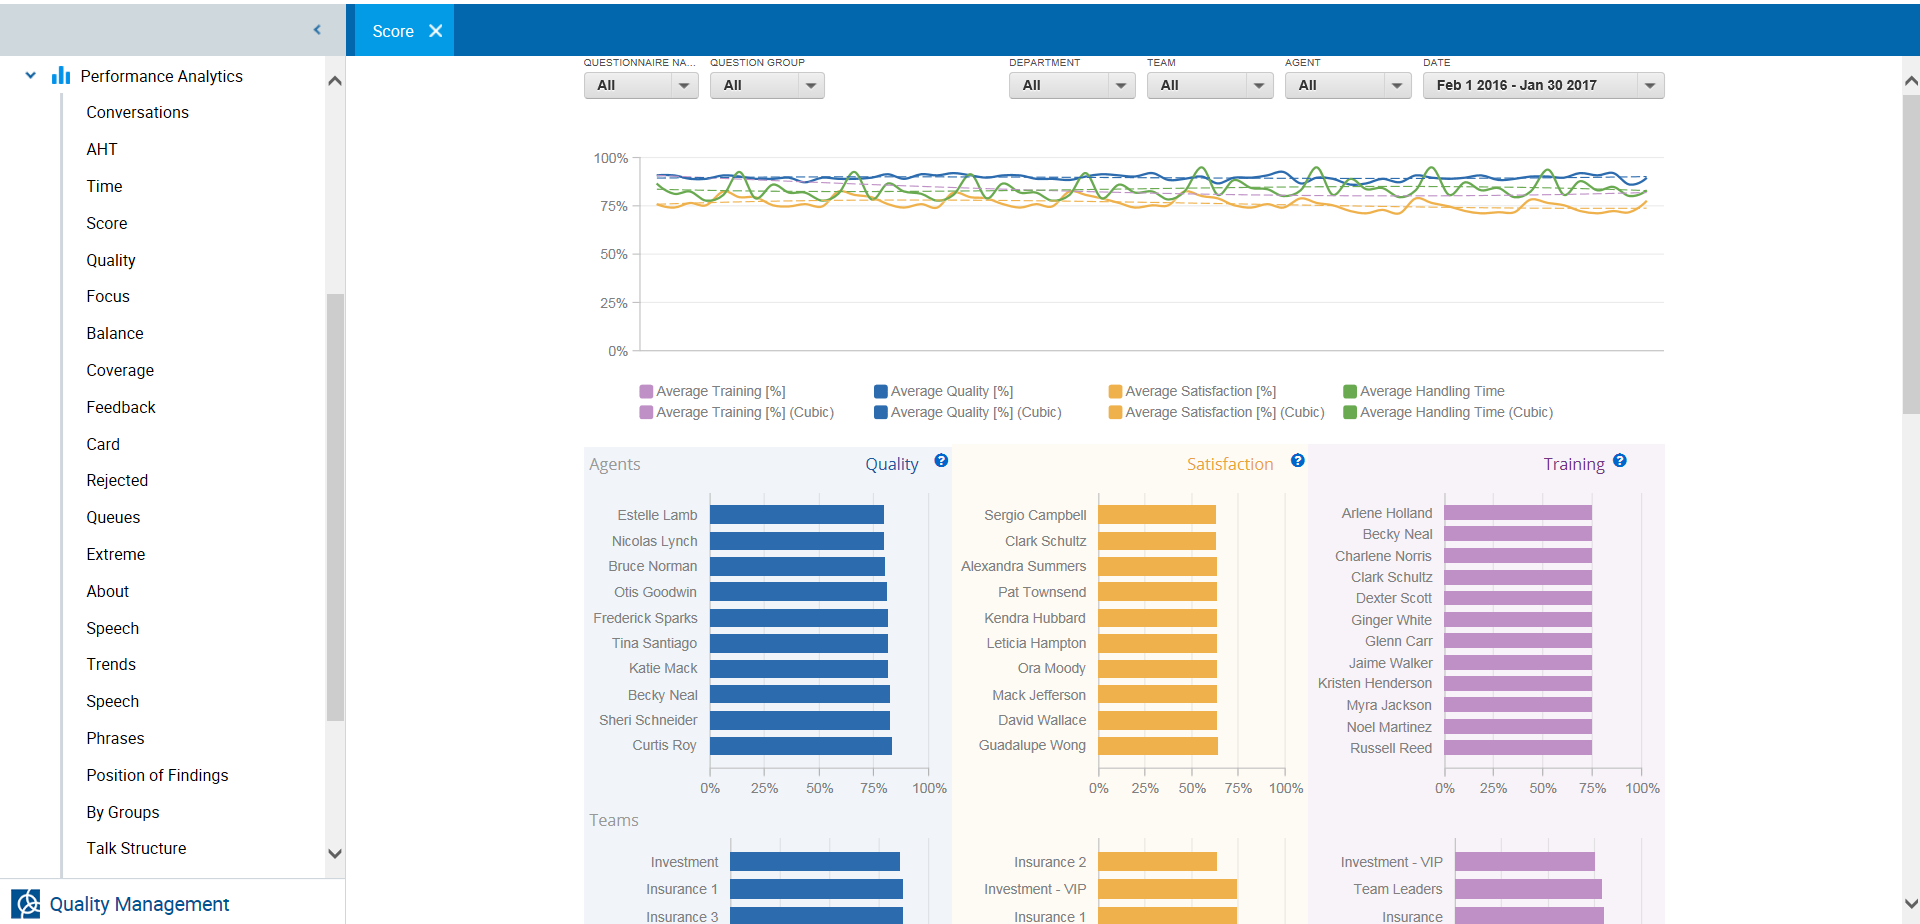 Score
Performance Analytics
Conversations
AHT
Time
Score
Quality
Focus
Balance
Coverage
Feedback
Card
Rejected
Queues
Extreme
About
Speech
Trends
Speech
Phrases
Position of Findings
By Groups
Talk Structure
Quality Management
QUESTIONNAIRE NA... QUESTION GROUP DEPARTMENT TEAM AGENT DATE
All All All All All Feb 1 2016 - Jan 30 2017
100%
75%
50%
25%
0%
Average Training [%] Average Quality [%] Average Satisfaction [%] Average Handling Time
Average Training [%] (Cubic) Average Quality [%] (Cubic) Average Satisfaction [%] (Cubic) Average Handling Time (Cubic)
Agents Quality ?
Estelle Lamb
Nicolas Lynch
Bruce Norman
Otis Goodwin
Frederick Sparks
Tina Santiago
Katie Mack
Becky Neal
Sheri Schneider
Curtis Roy
0% 25% 50% 75% 100%
Satisfaction ?
Sergio Campbell
Clark Schultz
Alexandra Summers
Pat Townsend
Kendra Hubbard
Leticia Hampton
Ora Moody
Mack Jefferson
David Wallace
Guadalupe Wong
0% 25% 50% 75% 100%
Training ?
Arlene Holland
Becky Neal
Charlene Norris
Clark Schultz
Dexter Scott
Ginger White
Glenn Carr
Jaime Walker
Kristen Henderson
Myra Jackson
Noel Martinez
Russell Reed
0% 25% 50% 75% 100%
Teams
Investment
Insurance 1
Insurance 3
Insurance 2
Investment - VIP
Insurance 1
Investment - VIP
Team Leaders
Insurance